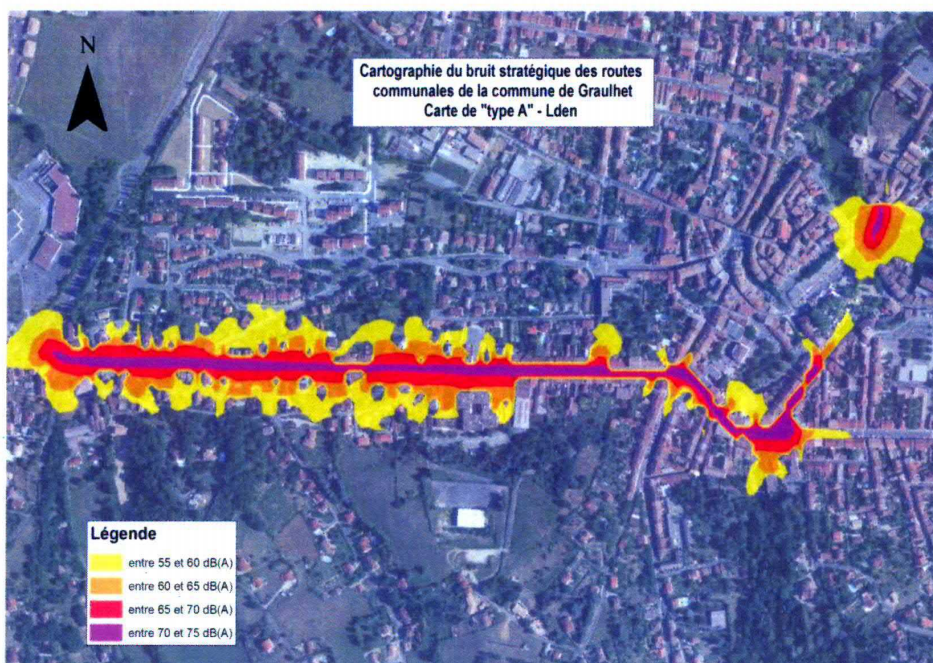 N
Cartographie du bruit stratégique des routes
communales de la commune de Graulhet
Carte de "type A" - Lden
Légende
entre 55 et 60 dB(A)
entre 60 et 65 dB(A)
entre 65 et 70 dB(A)
entre 70 et 75 dB(A)